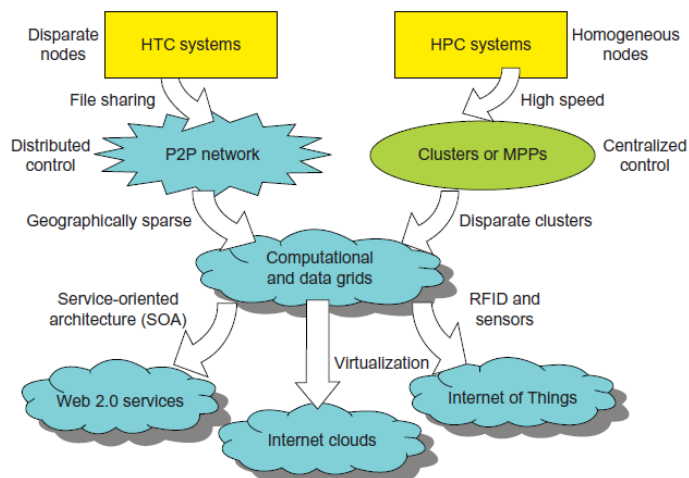 Disparate
nodes
HTC systems
HPC systems
Homogeneous
nodes
File sharing
High speed
Distributed
control
P2P network
Clusters or MPPs
Centralized
control
Geographically sparse
Disparate clusters
Computational
and data grids
Service-oriented
architecture (SOA)
RFID and
sensors
Virtualization
Web 2.0 services
Internet of Things
Internet clouds